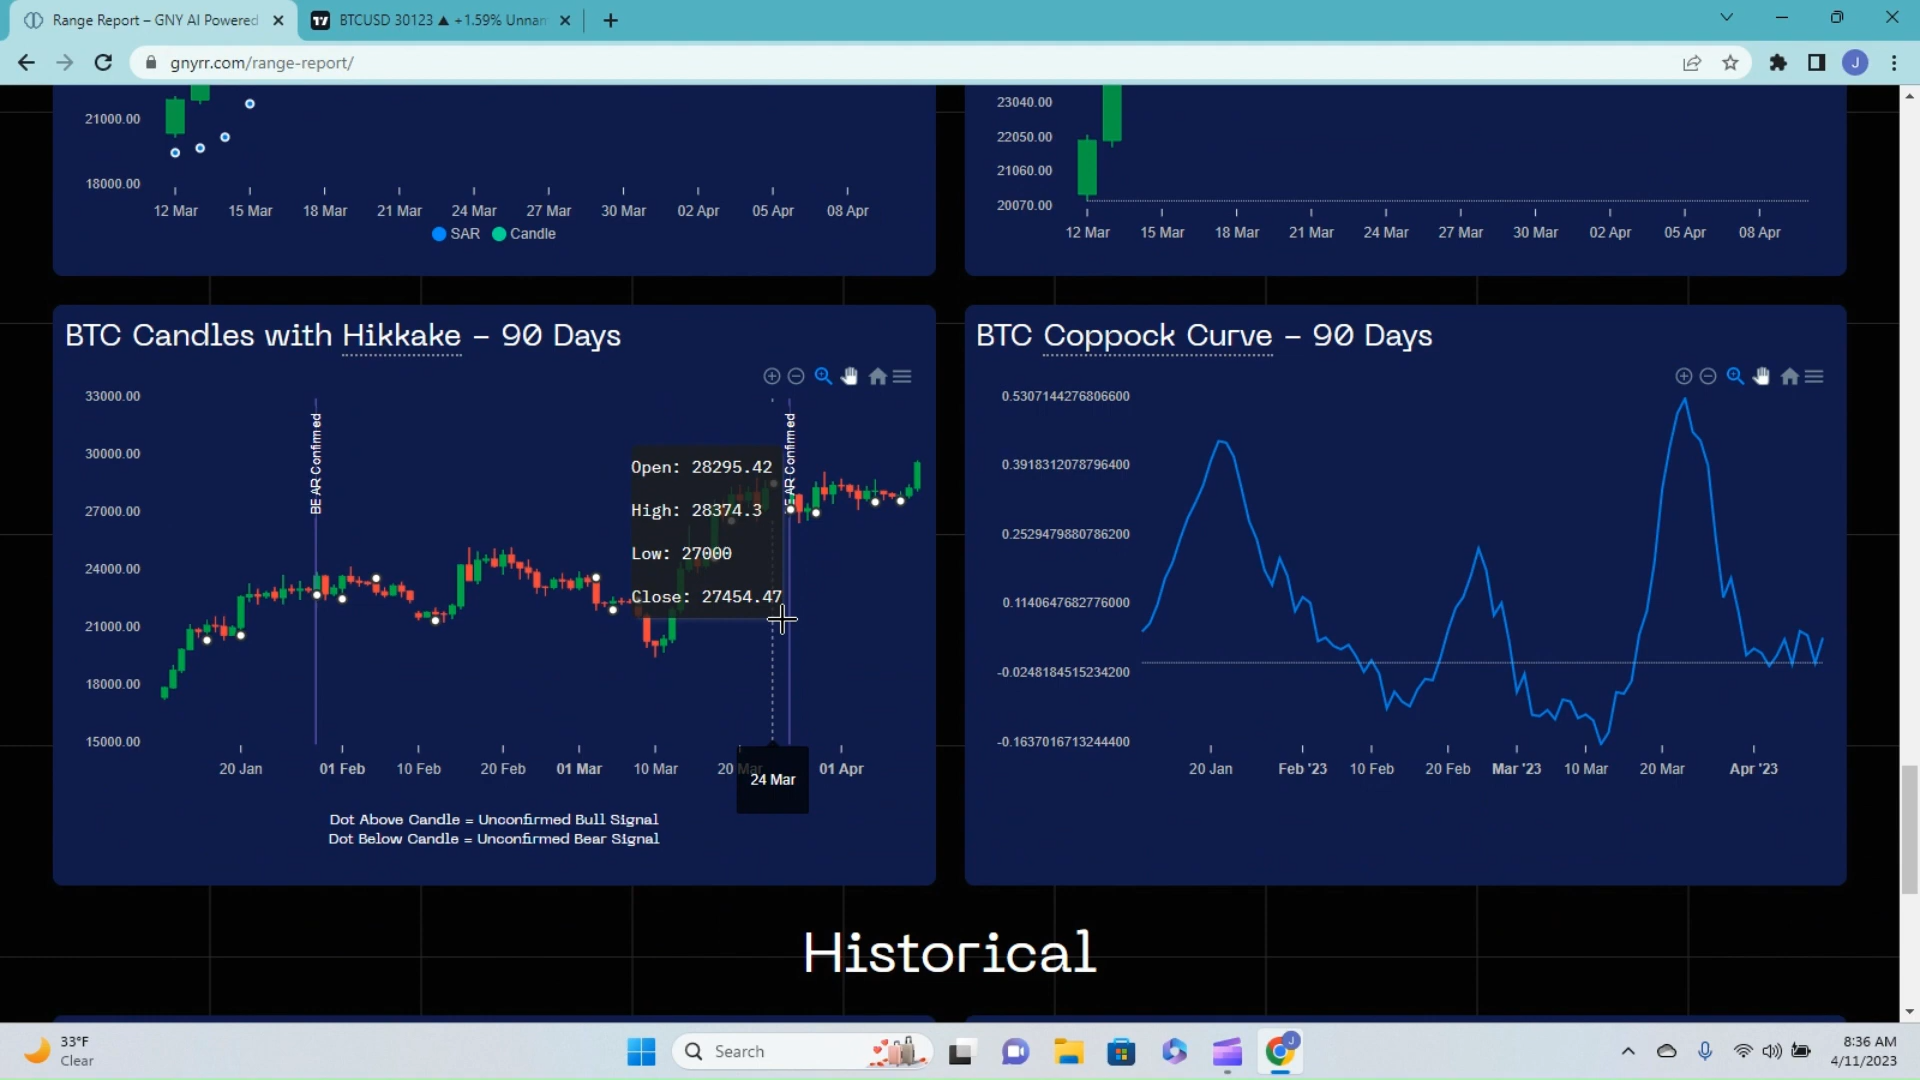 Range Report – GNY AI Powered
BTCUSD 30123 ▲ +1.59% Unnan
gnyrr.com/range-report/
J
21000.00
18000.00
12 Mar 15 Mar 18 Mar 21 Mar 24 Mar 27 Mar 30 Mar 02 Apr 05 Apr 08 Apr
SAR Candle
23040.00
22050.00
21060.00
20070.00
12 Mar 15 Mar 18 Mar 21 Mar 24 Mar 27 Mar 30 Mar 02 Apr 05 Apr 08 Apr
BTC Candles with Hikkake – 90 Days
33000.00
30000.00
27000.00
24000.00
21000.00
18000.00
15000.00
BEAR Confirmed
BEAR Confirmed
Open: 28295.42
High: 28374.3
Low: 27000
Close: 27454.47
20 Jan 01 Feb 10 Feb 20 Feb 01 Mar 10 Mar 20 Mar 01 Apr
24 Mar
Dot Above Candle = Unconfirmed Bull Signal
Dot Below Candle = Unconfirmed Bear Signal
BTC Coppock Curve – 90 Days
0.5307144276806600
0.3918312078796400
0.2529479880786200
0.1140647682776000
-0.0248184515234200
-0.1637016713244400
20 Jan Feb '23 10 Feb 20 Feb Mar '23 10 Mar 20 Mar Apr '23
Historical
33°F
Clear
Search
J
8:36 AM
4/11/2023